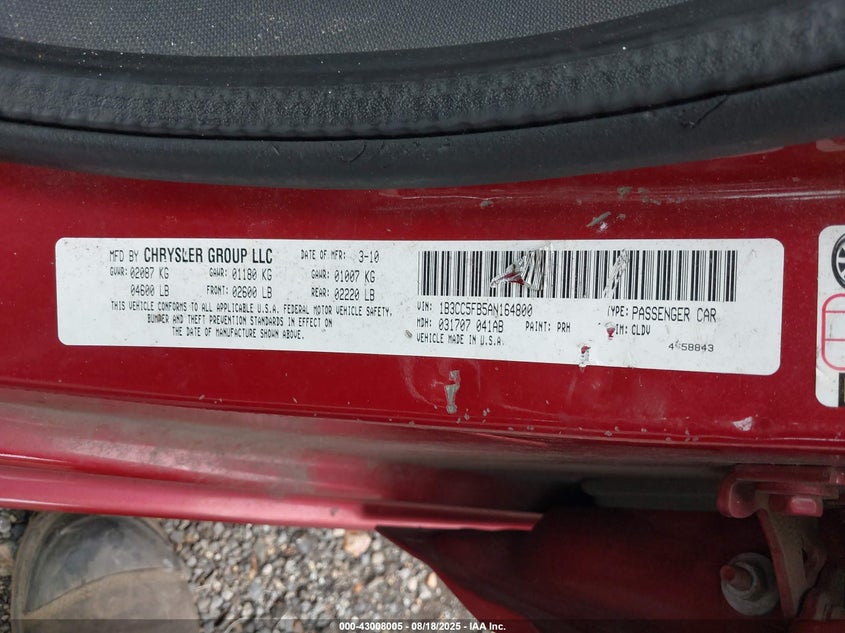 MFD BY CHRYSLER GROUP LLC DATE OF MFR: 3-10
GVWR: 02087 KG GAWR: 01180 KG GAWR: 01007 KG
04600 LB FRONT: 02600 LB REAR: 02220 LB
THIS VEHICLE CONFORMS TO ALL APPLICABLE U.S.A. FEDERAL MOTOR VEHICLE SAFETY,
BUMPER AND THEFT PREVENTION STANDARDS IN EFFECT ON
THE DATE OF MANUFACTURE SHOWN ABOVE.
VIN: 1B3CC5FB5AN164800 TYPE: PASSENGER CAR
MDH: 031707 041AB PAINT: PRH TRIM: CLDV
VEHICLE MADE IN U.S.A.
000-43008005 - 08/18/2025 - IAA Inc.